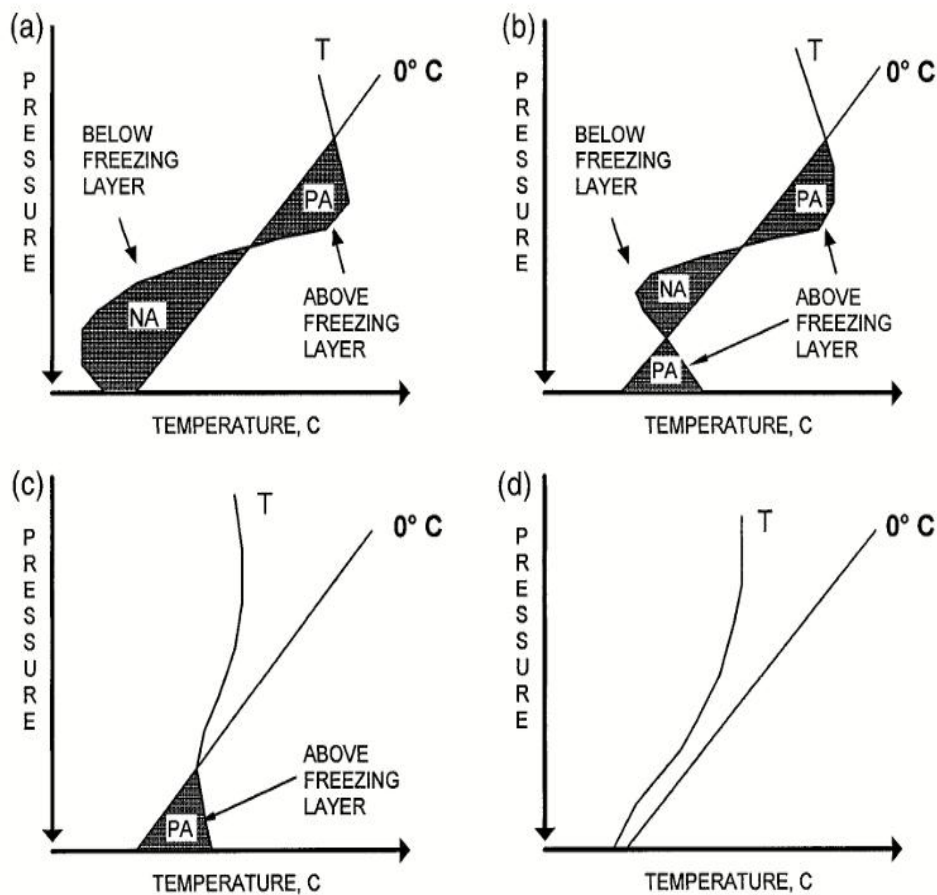 (a)
PRESSURE
T
0° C
BELOW
FREEZING
LAYER
PA
NA
ABOVE
FREEZING
LAYER
TEMPERATURE, C
(b)
PRESSURE
T
0° C
BELOW
FREEZING
LAYER
PA
NA
ABOVE
FREEZING
LAYER
PA
TEMPERATURE, C
(c)
PRESSURE
T
0° C
ABOVE
FREEZING
LAYER
PA
TEMPERATURE, C
(d)
PRESSURE
T
0° C
TEMPERATURE, C